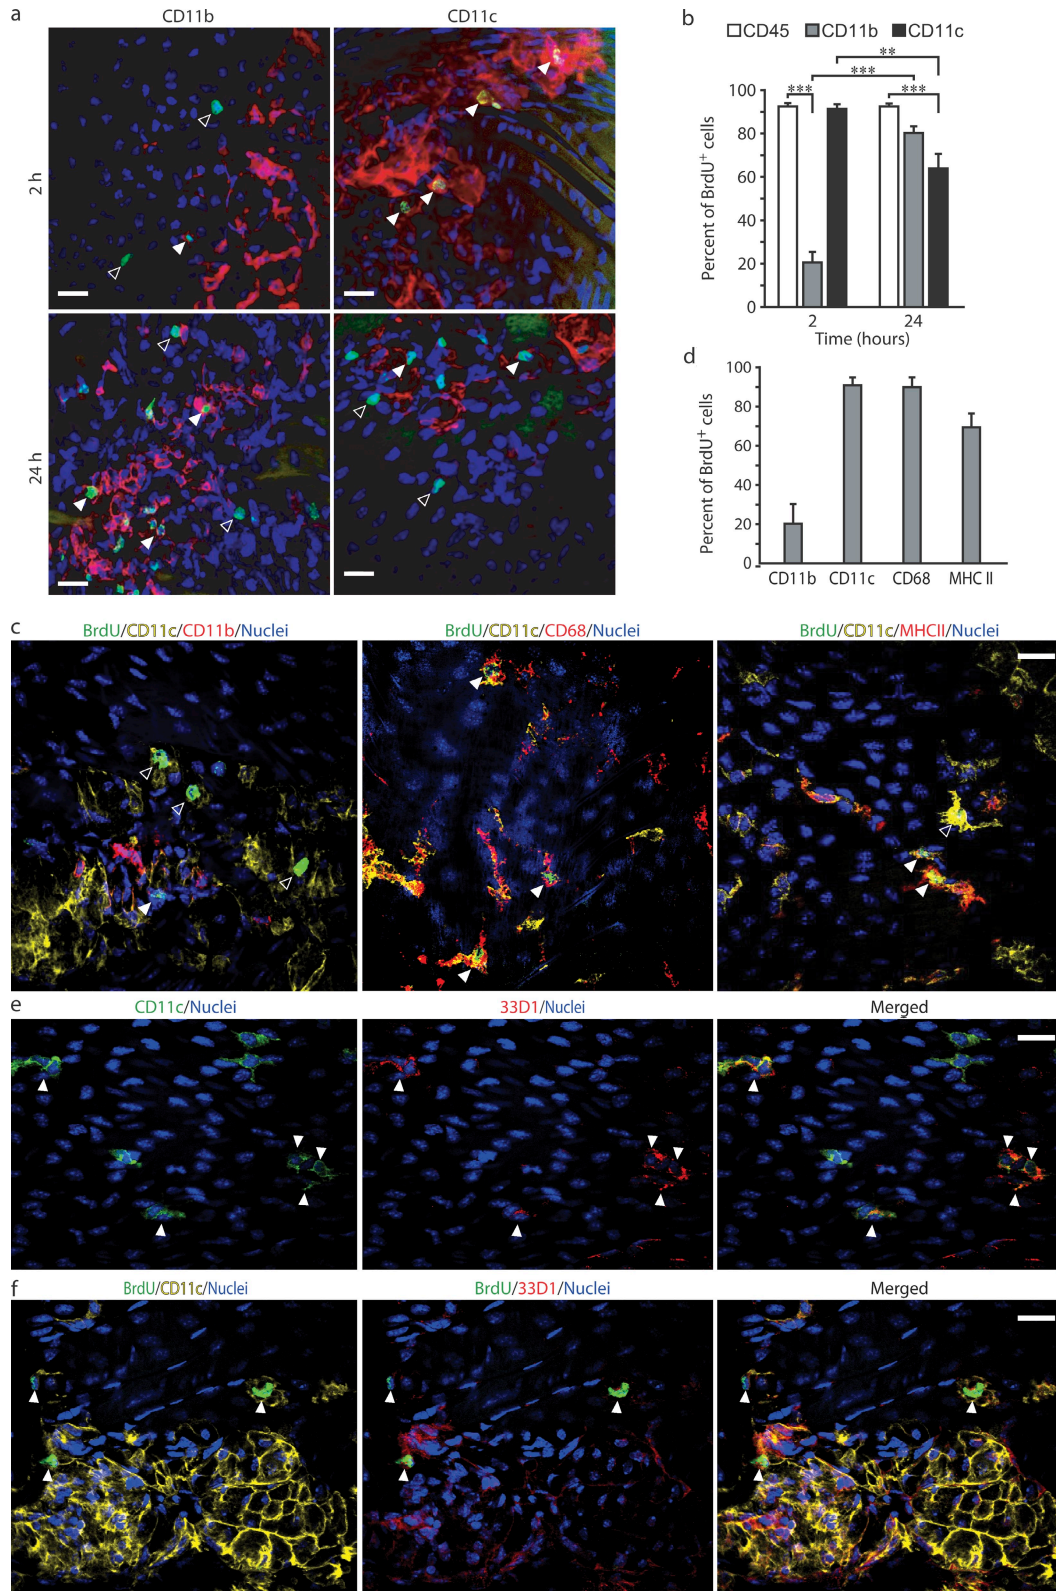 a
CD11b
CD11c
2 h
24 h
b
CD45 CD11b CD11c
**
***
*** ***
Percent of BrdU+ cells
100
80
60
40
20
0
2 24
Time (hours)
d
Percent of BrdU+ cells
100
80
60
40
20
0
CD11b CD11c CD68 MHC II
c
BrdU/CD11c/CD11b/Nuclei
BrdU/CD11c/CD68/Nuclei
BrdU/CD11c/MHCII/Nuclei
e
CD11c/Nuclei
33D1/Nuclei
Merged
f
BrdU/CD11c/Nuclei
BrdU/33D1/Nuclei
Merged